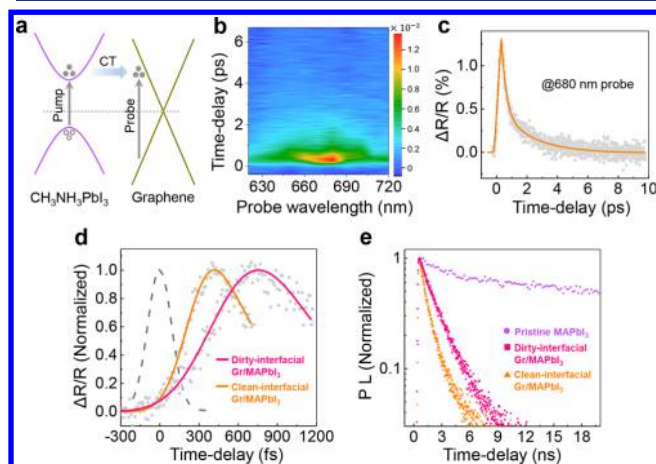 a
CT
Pump
Probe
CH3NH3PbI3
Graphene
b
×10⁻²
Time-delay (ps)
6
4
2
0
630
660
690
720
Probe wavelength (nm)
1.2
1.0
0.8
0.6
0.4
0.2
0
c
ΔR/R (%)
1.0
0.5
0.0
@680 nm probe
0
2
4
6
8
10
Time-delay (ps)
d
ΔR/R (Normalized)
1.0
0.8
0.6
0.4
0.2
0.0
Dirty-interfacial
Gr/MAPbI3
Clean-interfacial
Gr/MAPbI3
-300
0
300
600
900
1200
Time-delay (fs)
e
PL (Normalized)
1
0.1
Pristine MAPbI3
Dirty-interfacial
Gr/MAPbI3
Clean-interfacial
Gr/MAPbI3
0
3
6
9
12
15
18
Time-delay (ns)